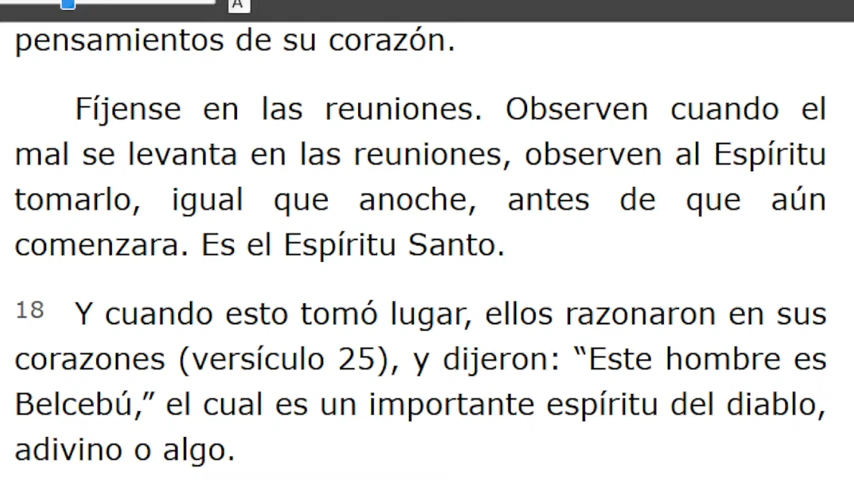 A
pensamientos de su corazón.
Fíjense en las reuniones. Observen cuando el
mal se levanta en las reuniones, observen al Espíritu
tomarlo, igual que anoche, antes de que aún
comenzara. Es el Espíritu Santo.
18 Y cuando esto tomó lugar, ellos razonaron en sus
corazones (versículo 25), y dijeron: “Este hombre es
Belcebú,” el cual es un importante espíritu del diablo,
adivino o algo.